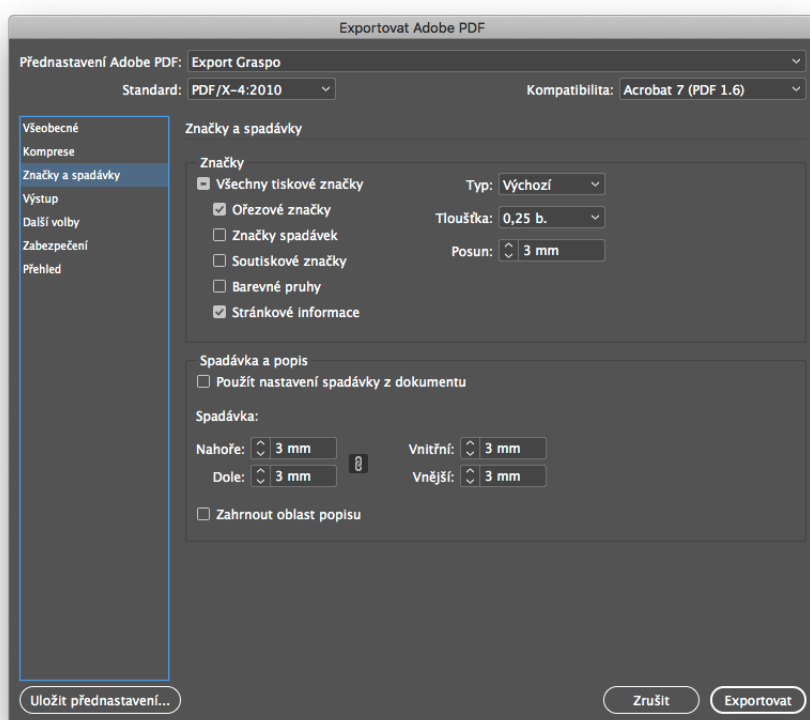 Exportovat Adobe PDF
Přednastavení Adobe PDF: Export Graspo
Standard: PDF/X-4:2010 Kompatibilita: Acrobat 7 (PDF 1.6)
Všeobecné
Komprese
Značky a spadávky
Výstup
Další volby
Zabezpečení
Přehled
Značky a spadávky
Značky
Všechny tiskové značky
Ořezové značky
Značky spadávek
Soutiskové značky
Barevné pruhy
Stránkové informace
Typ: Výchozí
Tloušťka: 0,25 b.
Posun: 3 mm
Spadávka a popis
Použít nastavení spadávky z dokumentu
Spadávka:
Nahoře: 3 mm Vnitřní: 3 mm
Dole: 3 mm Vnější: 3 mm
Zahrnout oblast popisu
Uložit přednastavení... Zrušit Exportovat